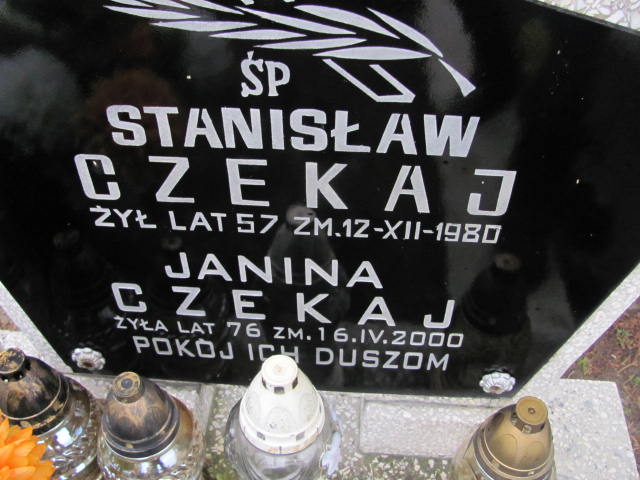 ŚP
STANISŁAW
CZEKAJ
ŻYŁ LAT 57 ZM.12-XII-1980
JANINA
CZEKAJ
ŻYŁA LAT 76 ZM. 16.IV.2000
POKÓJ ICH DUSZOM